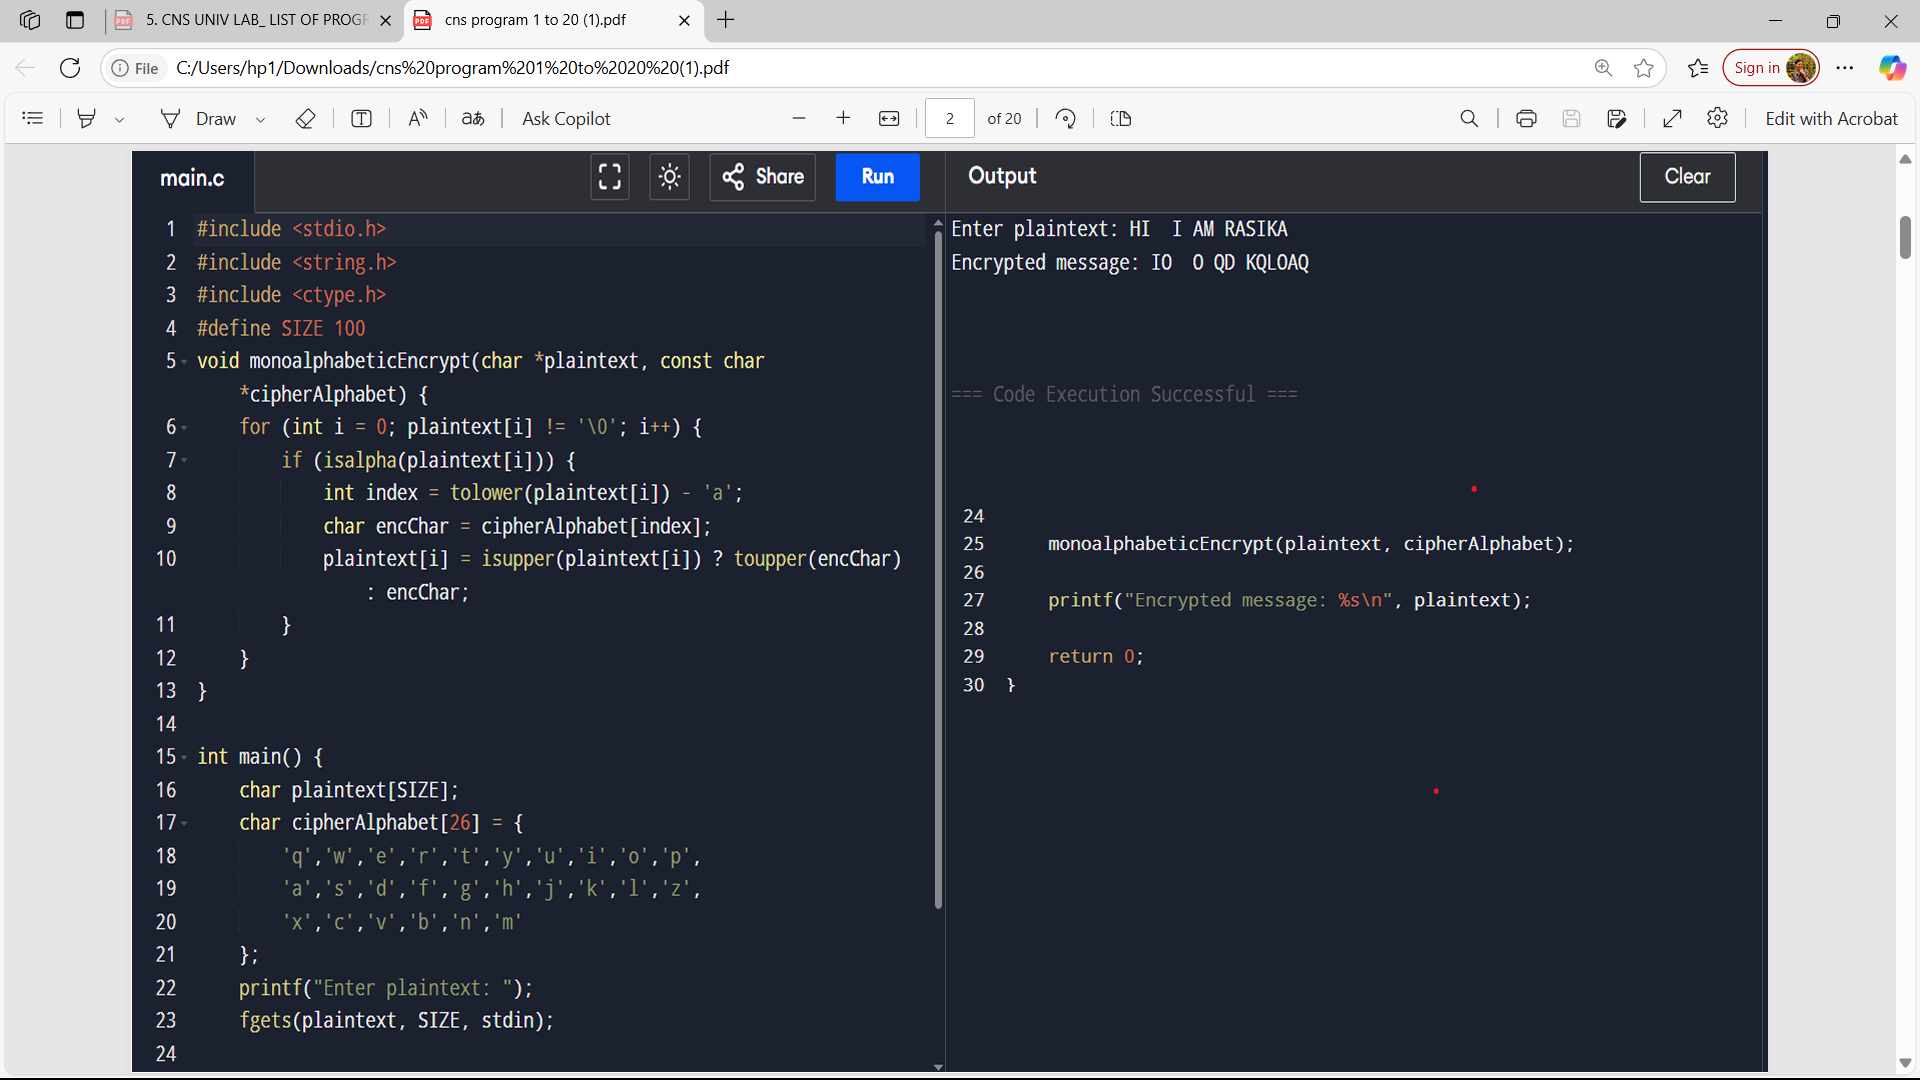 5. CNS UNIV LAB_ LIST OF PROGR
cns program 1 to 20 (1).pdf
File
C:/Users/hp1/Downloads/cns%20program%201%20to%2020%20(1).pdf
Sign in
Draw
Ask Copilot
2
of 20
Edit with Acrobat
main.c
Share
Run
1 #include <stdio.h>
2 #include <string.h>
3 #include <ctype.h>
4 #define SIZE 100
5 void monoalphabeticEncrypt(char *plaintext, const char
*cipherAlphabet) {
6 for (int i = 0; plaintext[i] != '\0'; i++) {
7 if (isalpha(plaintext[i])) {
8 int index = tolower(plaintext[i]) - 'a';
9 char encChar = cipherAlphabet[index];
10 plaintext[i] = isupper(plaintext[i]) ? toupper(encChar)
: encChar;
11 }
12 }
13 }
14
15 int main() {
16 char plaintext[SIZE];
17 char cipherAlphabet[26] = {
18 'q','w','e','r','t','y','u','i','o','p',
19 'a','s','d','f','g','h','j','k','l','z',
20 'x','c','v','b','n','m'
21 };
22 printf("Enter plaintext: ");
23 fgets(plaintext, SIZE, stdin);
24
Output
Clear
Enter plaintext: HI  I AM RASIKA
Encrypted message: IO  O QD KQLOAQ
=== Code Execution Successful ===
24
25 monoalphabeticEncrypt(plaintext, cipherAlphabet);
26
27 printf("Encrypted message: %s\n", plaintext);
28
29 return 0;
30 }